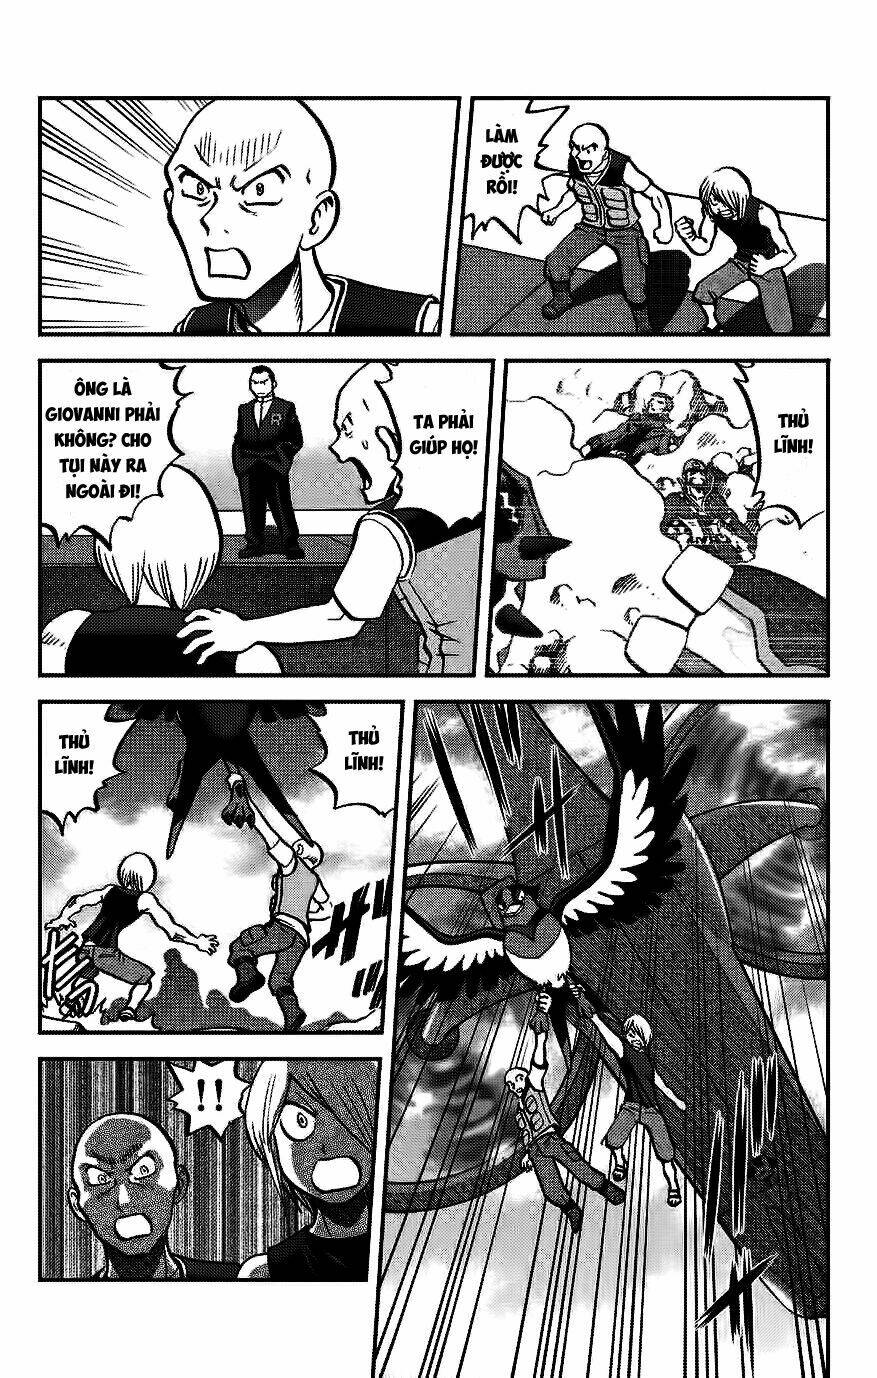 LÀM
ĐƯỢC
RỒI!
ÔNG LÀ
GIOVANNI PHẢI
KHÔNG? CHO
TỤI NÀY RA
NGOÀI ĐI!
TA PHẢI
GIÚP HỌ!
THỦ
LĨNH!
THỦ
LĨNH!
THỦ
LĨNH!
!!